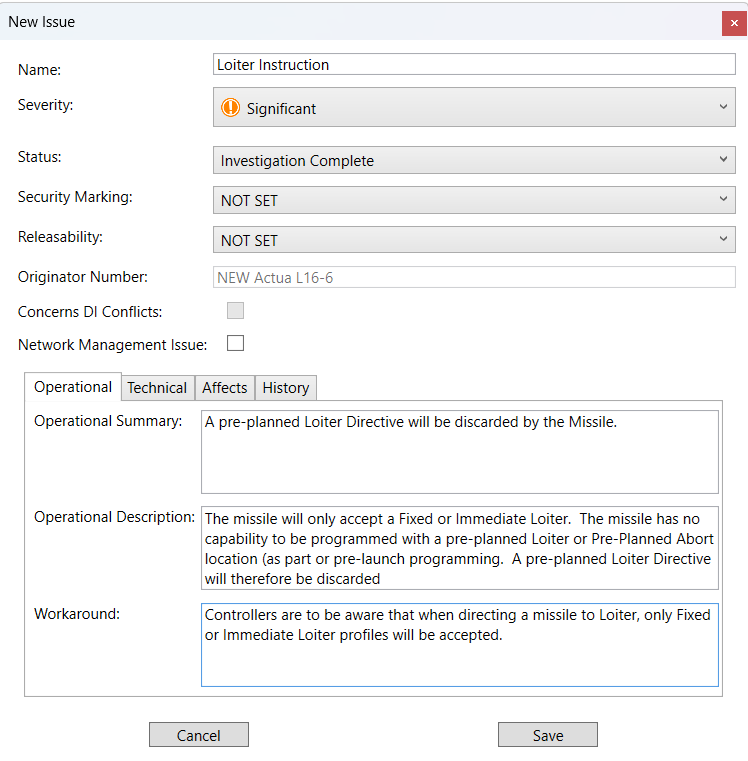 New Issue
Name:
Loiter Instruction
Severity:
Significant
Status:
Investigation Complete
Security Marking:
NOT SET
Releasability:
NOT SET
Originator Number:
NEW Actua L16-6
Concerns DI Conflicts:
Network Management Issue:
Operational Technical Affects History
Operational Summary:
A pre-planned Loiter Directive will be discarded by the Missile.
Operational Description:
The missile will only accept a Fixed or Immediate Loiter.  The missile has no
capability to be programmed with a pre-planned Loiter or Pre-Planned Abort
location (as part or pre-launch programming.  A pre-planned Loiter Directive
will therefore be discarded
Workaround:
Controllers are to be aware that when directing a missile to Loiter, only Fixed
or Immediate Loiter profiles will be accepted.
Cancel Save